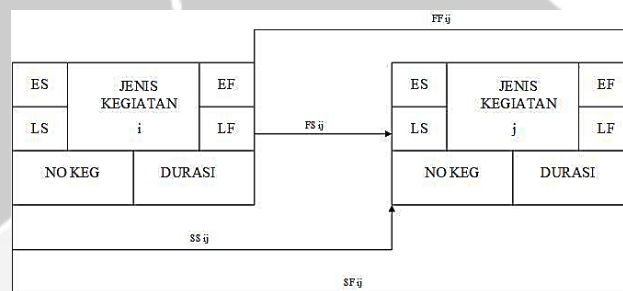 FF ij
ES
JENIS
KEGIATAN
i
EF
LS
LF
NO KEG
DURASI
FS ij
ES
JENIS
KEGIATAN
j
EF
LS
LF
NO KEG
DURASI
SS ij
SF ij